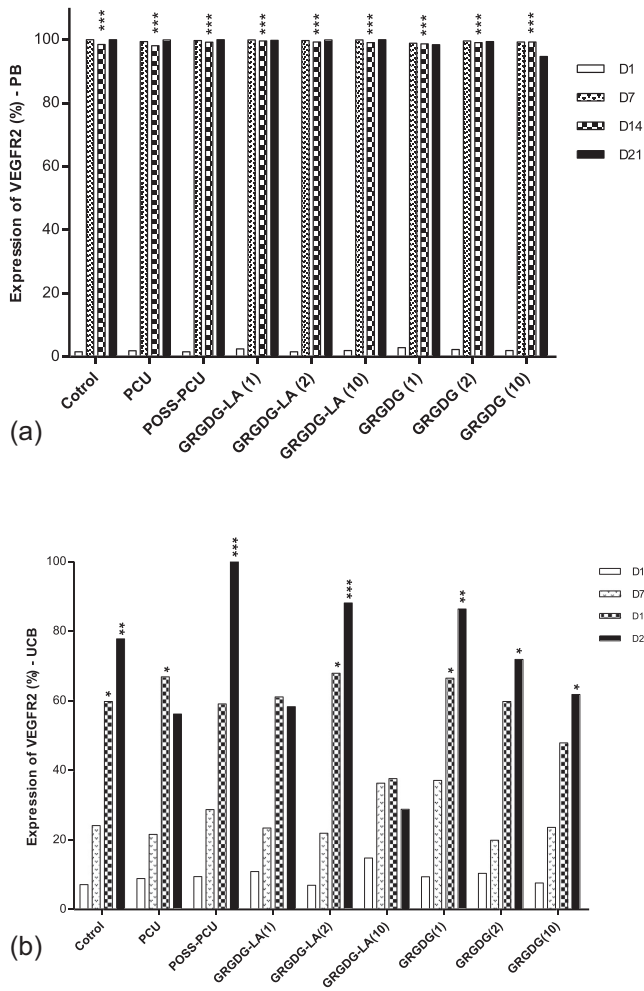 Expression of VEGFR2 (%) - PB
100
80
60
40
20
0
*** *** *** *** *** *** *** *** ***
D1
D7
D14
D21
Cotrol
PCU
POSS-PCU
GRGDG-LA (1)
GRGDG-LA (2)
GRGDG-LA (10)
GRGDG (1)
GRGDG (2)
GRGDG (10)
(a)
Expression of VEGFR2 (%) - UCB
100
80
60
40
20
0
* ** * *** * *** * ** * *
D1
D7
D1
D2
Cotrol
PCU
POSS-PCU
GRGDG-LA(1)
GRGDG-LA(2)
GRGDG-LA(10)
GRGDG(1)
GRGDG(2)
GRGDG(10)
(b)